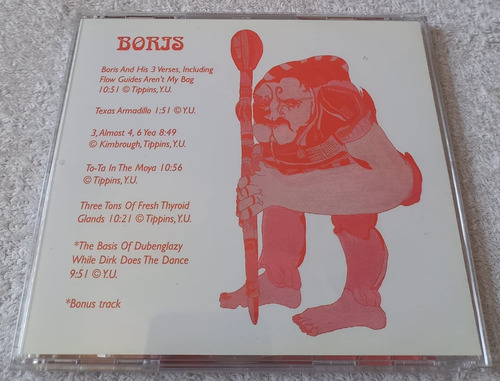 BORIS
Boris And His 3 Verses, Including
Flow Guides Aren't My Bag
10:51 © Tippins, Y.U.
Texas Armadillo 1:51 © Y.U.
3, Almost 4, 6 Yea 8:49
© Kimbrough, Tippins, Y.U.
To-Ta In The Moya 10:56
© Tippins, Y.U.
Three Tons Of Fresh Thyroid
Glands 10:21 © Tippins, Y.U.
*The Basis Of Dubenglazy
While Dirk Does The Dance
9:51 © Y.U.
*Bonus track